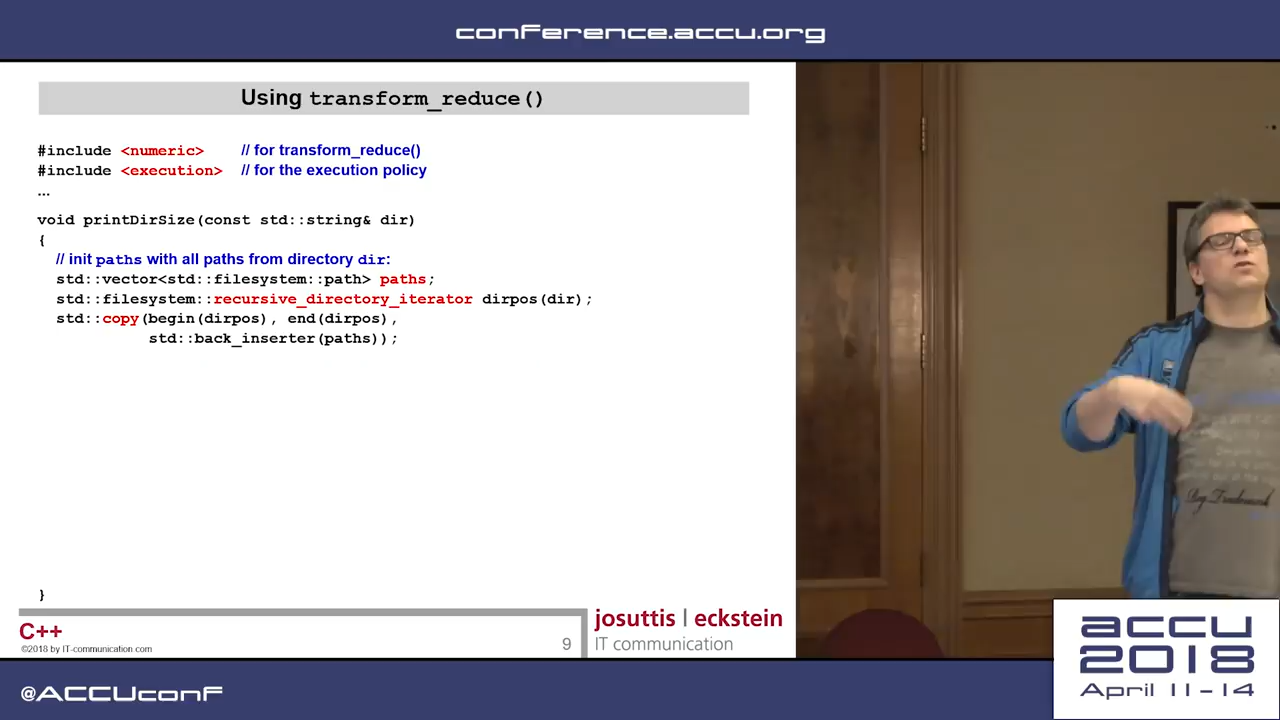 conference.accu.org
Using transform_reduce()
#include <numeric> // for transform_reduce()
#include <execution> // for the execution policy
...
void printDirSize(const std::string& dir)
{
// init paths with all paths from directory dir:
std::vector<std::filesystem::path> paths;
std::filesystem::recursive_directory_iterator dirpos(dir);
std::copy(begin(dirpos), end(dirpos),
std::back_inserter(paths));
}
C++
©2018 by IT-communication.com
9
josuttis | eckstein
IT communication
@ACCUconf
accu
2018
April 11-14